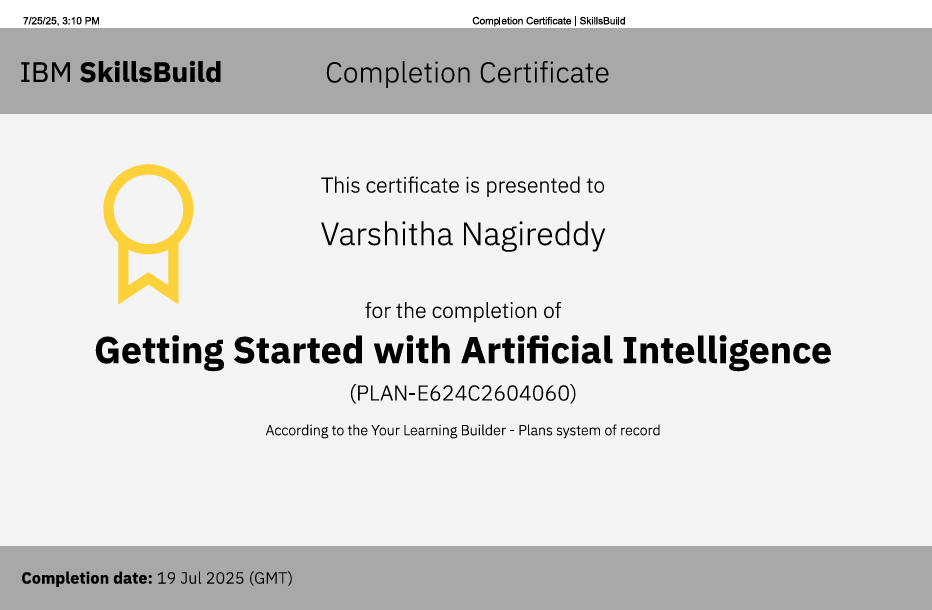 7/25/25, 3:10 PM Completion Certificate | SkillsBuild
IBM SkillsBuild Completion Certificate
This certificate is presented to
Varshitha Nagireddy
for the completion of
Getting Started with Artificial Intelligence
(PLAN-E624C2604060)
According to the Your Learning Builder - Plans system of record
Completion date: 19 Jul 2025 (GMT)